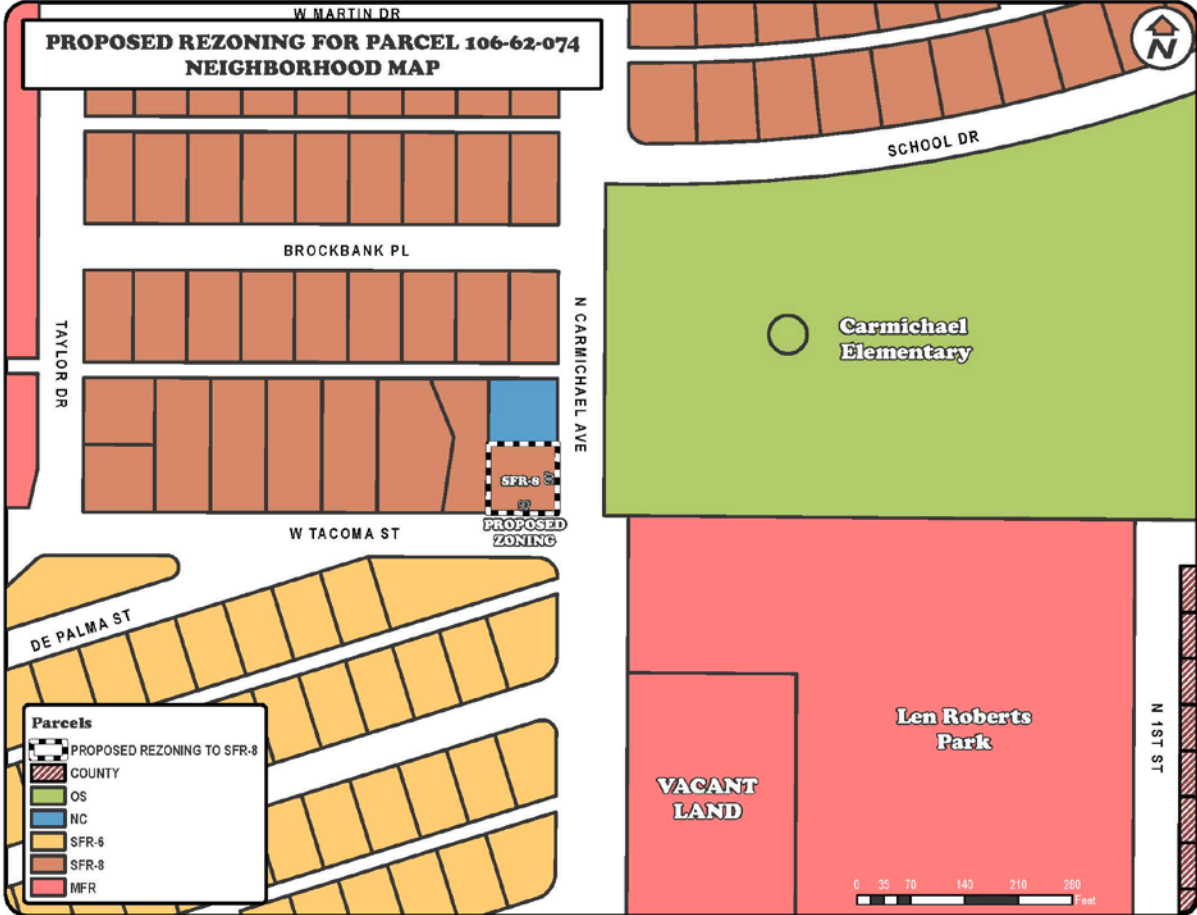 W MARTIN DR
PROPOSED REZONING FOR PARCEL 106-62-074
NEIGHBORHOOD MAP
N
SCHOOL DR
BROCKBANK PL
TAYLOR DR
N CARMICHAEL AVE
Carmichael
Elementary
SFR-8
PROPOSED
ZONING
W TACOMA ST
DE PALMA ST
Len Roberts
Park
N 1ST ST
VACANT
LAND
Parcels
PROPOSED REZONING TO SFR-8
COUNTY
OS
NC
SFR-6
SFR-8
MFR
0 35 70 140 210 280
Feet